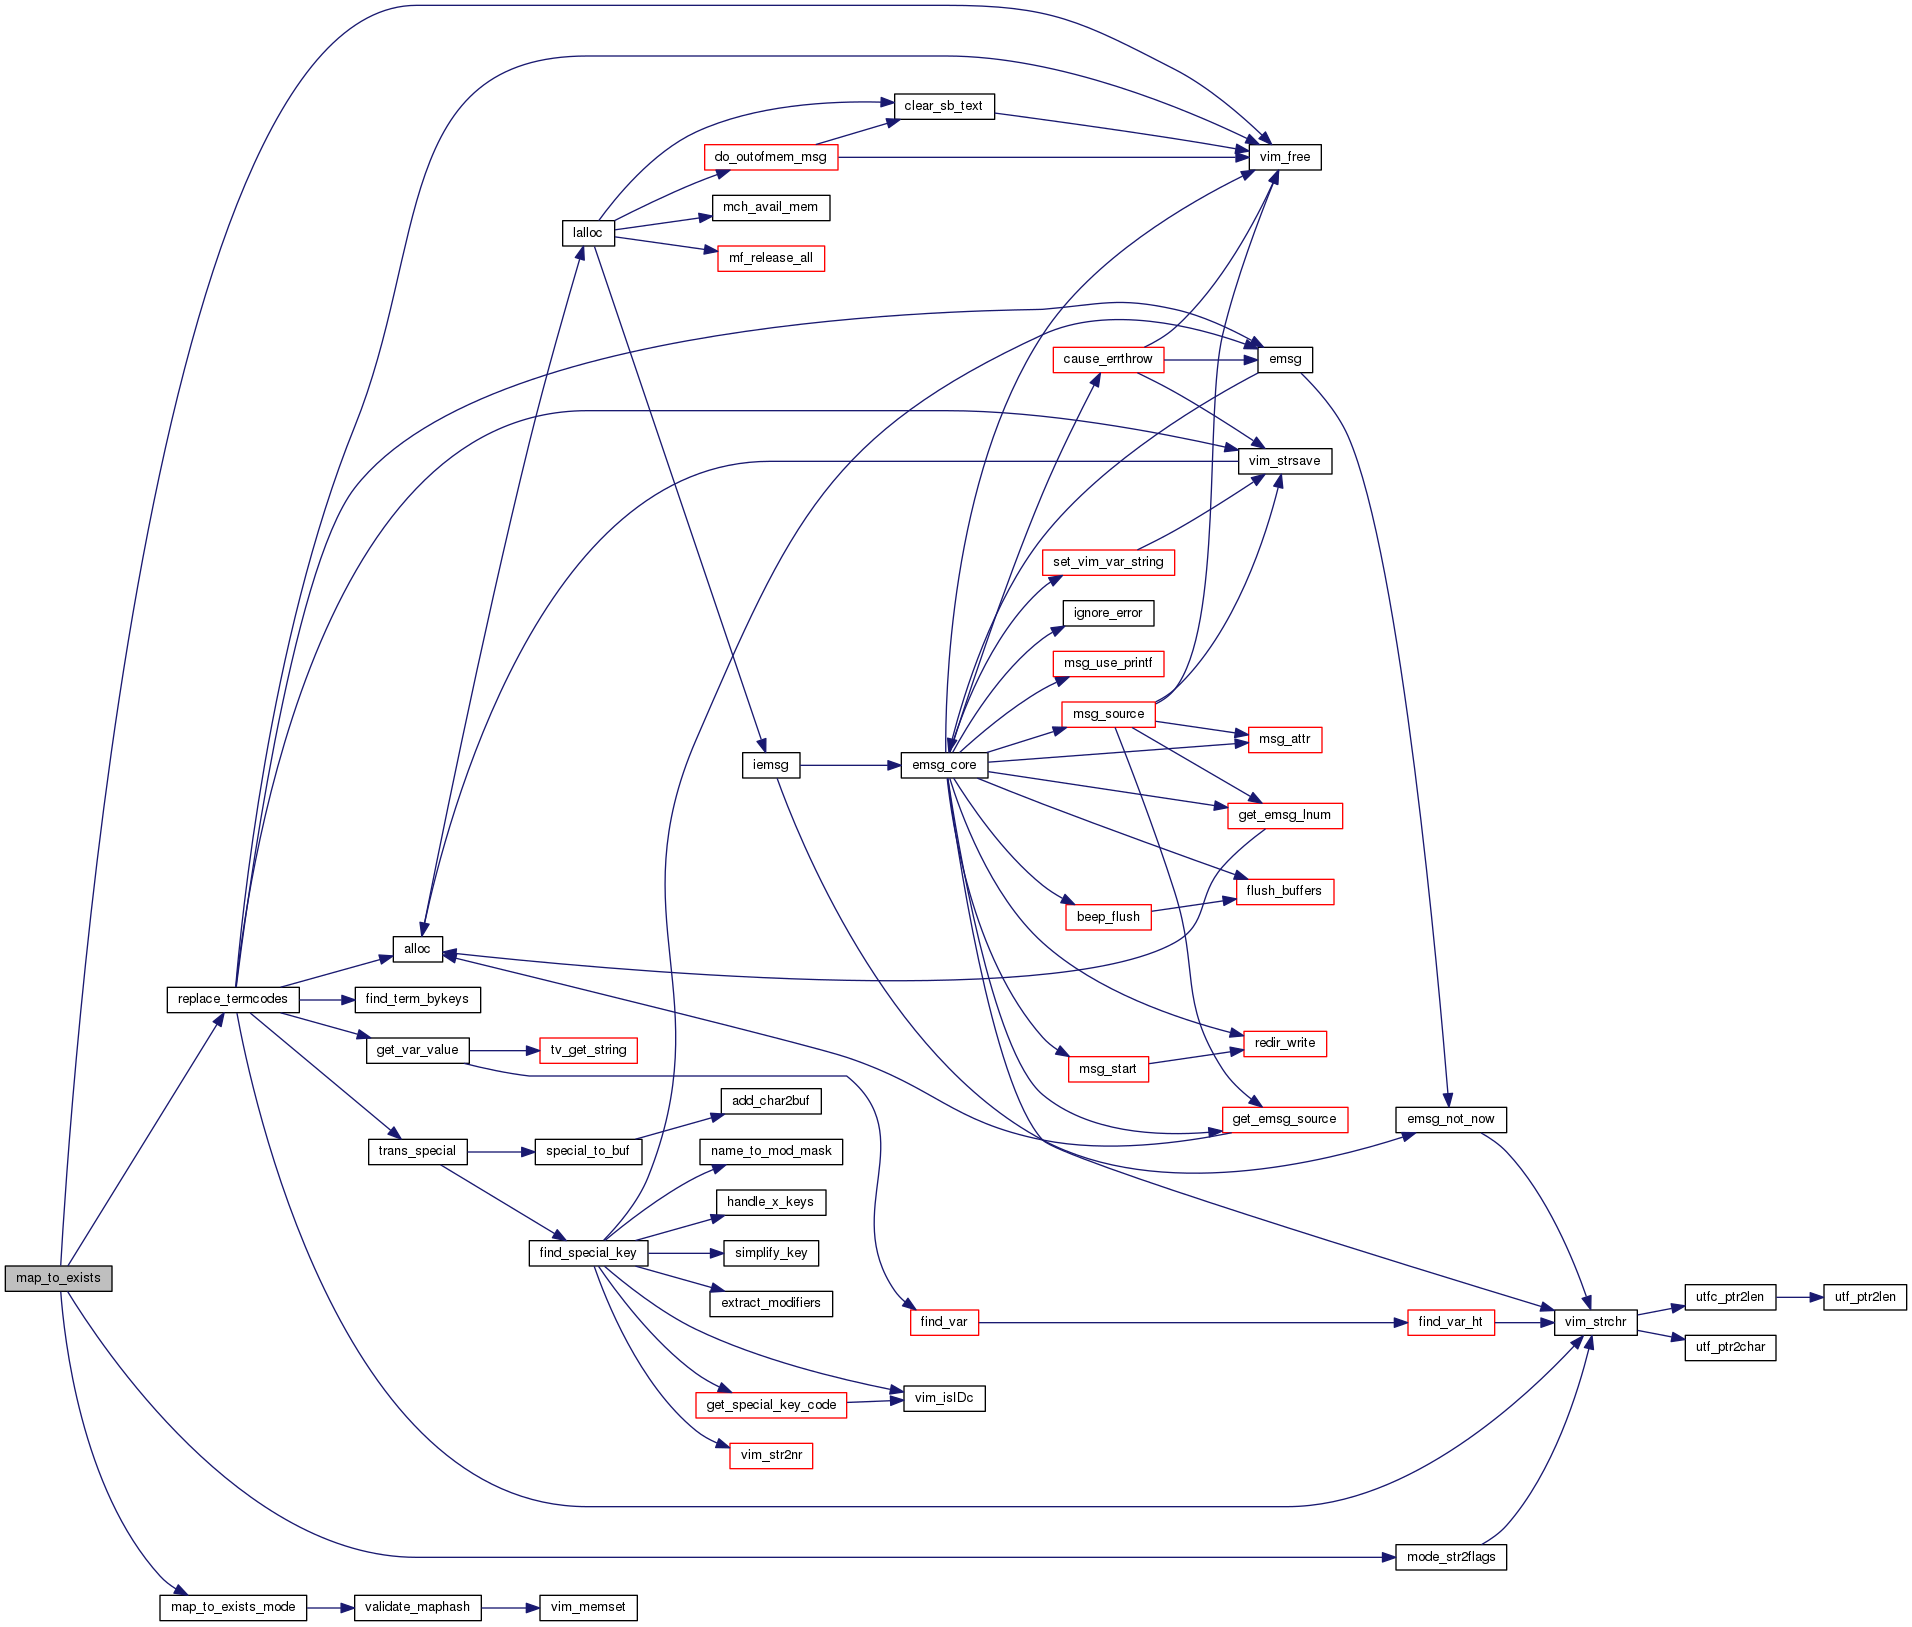 clear_sb_text
do_outofmem_msg
vim_free
mch_avail_mem
lalloc
mf_release_all
cause_errthrow
emsg
vim_strsave
set_vim_var_string
ignore_error
msg_use_printf
msg_source
msg_attr
iemsg
emsg_core
get_emsg_lnum
flush_buffers
beep_flush
alloc
replace_termcodes
find_term_bykeys
get_var_value
tv_get_string
redir_write
msg_start
add_char2buf
get_emsg_source
emsg_not_now
trans_special
special_to_buf
name_to_mod_mask
handle_x_keys
find_special_key
simplify_key
map_to_exists
extract_modifiers
utfc_ptr2len
utf_ptr2len
find_var
find_var_ht
vim_strchr
utf_ptr2char
get_special_key_code
vim_isIDc
vim_str2nr
mode_str2flags
map_to_exists_mode
validate_maphash
vim_memset